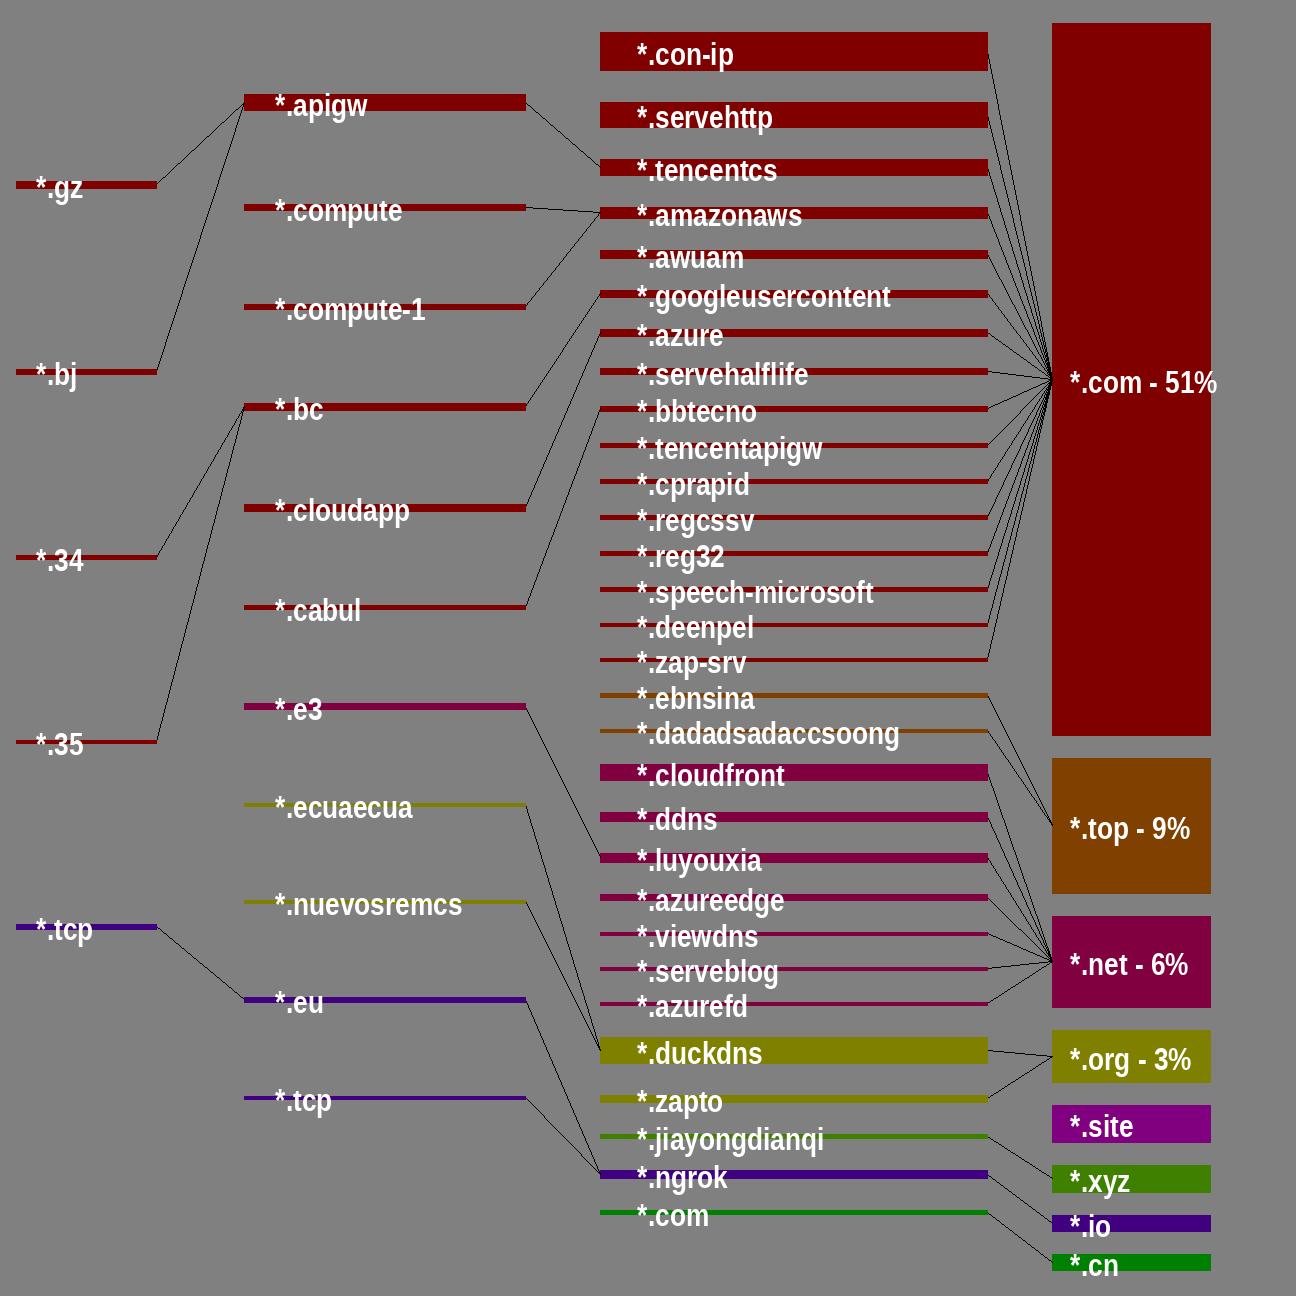 *.gz
*.bj
*.34
*.35
*.tcp
*.apigw
*.compute
*.compute-1
*.bc
*.cloudapp
*.cabul
*.e3
*.ecuaecua
*.nuevosremcs
*.eu
*.tcp
*.con-ip
*.servehttp
*.tencentcs
*.amazonaws
*.awuam
*.googleusercontent
*.azure
*.servehalflife
*.bbtecno
*.tencentapigw
*.cprapid
*.regcssv
*.reg32
*.speech-microsoft
*.deenpel
*.zap-srv
*.ebnsina
*.dadadsadaccsoong
*.cloudfront
*.ddns
*.luyouxia
*.azureedge
*.viewdns
*.serveblog
*.azurefd
*.duckdns
*.zapto
*.jiayongdianqi
*.ngrok
*.com
*.com - 51%
*.top - 9%
*.net - 6%
*.org - 3%
*.site
*.xyz
*.io
*.cn